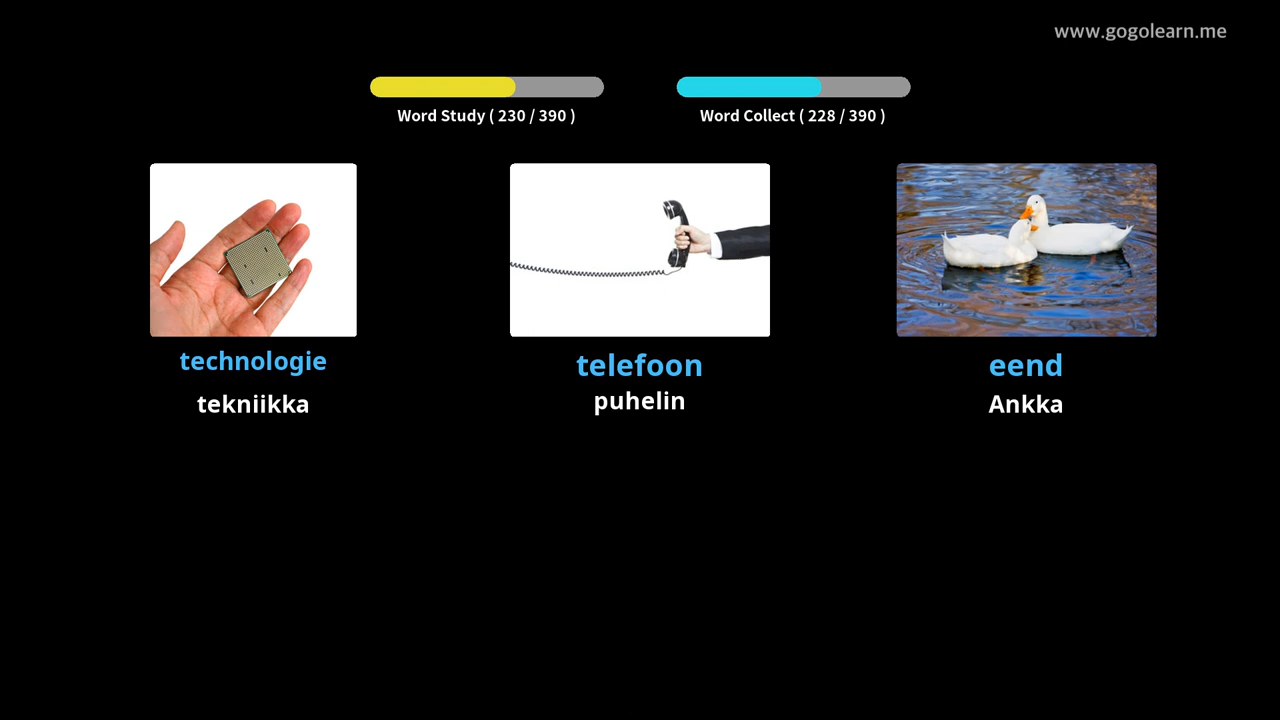 www.gogolearn.me
Word Study ( 230 / 390 )
Word Collect ( 228 / 390 )
technologie
tekniikka
telefoon
puhelin
eend
Ankka